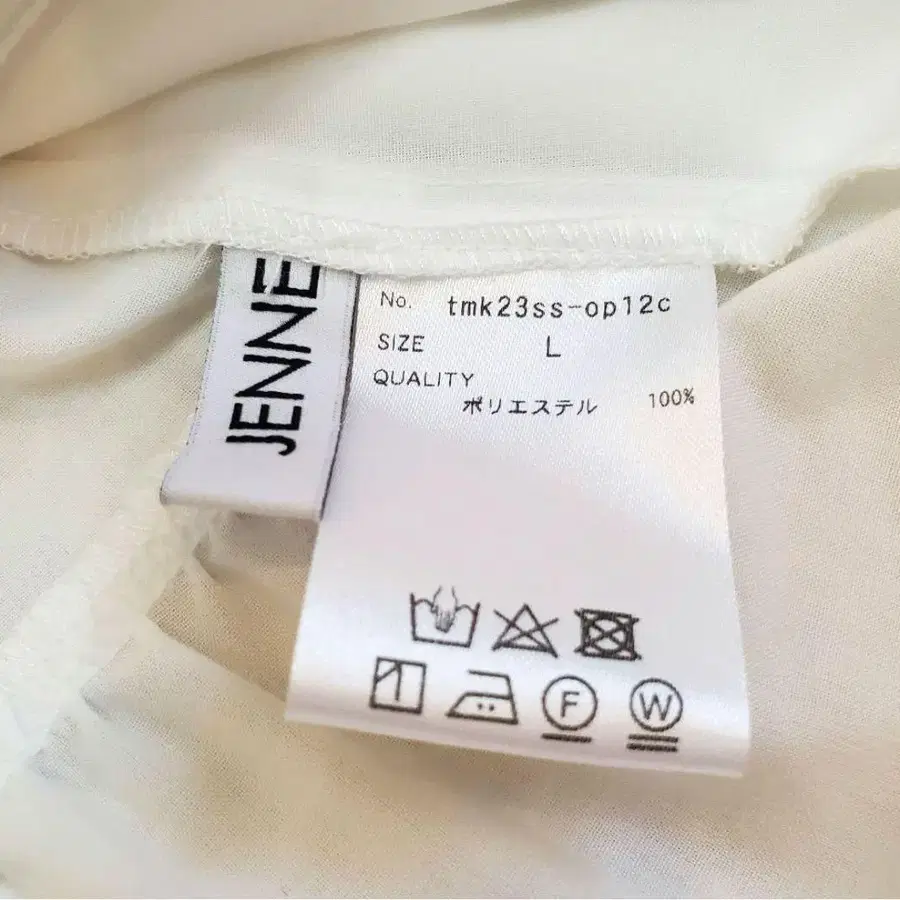 JENNE
No. tmk23ss-op12c
SIZE L
QUALITY
ポリエステル 100%
F W